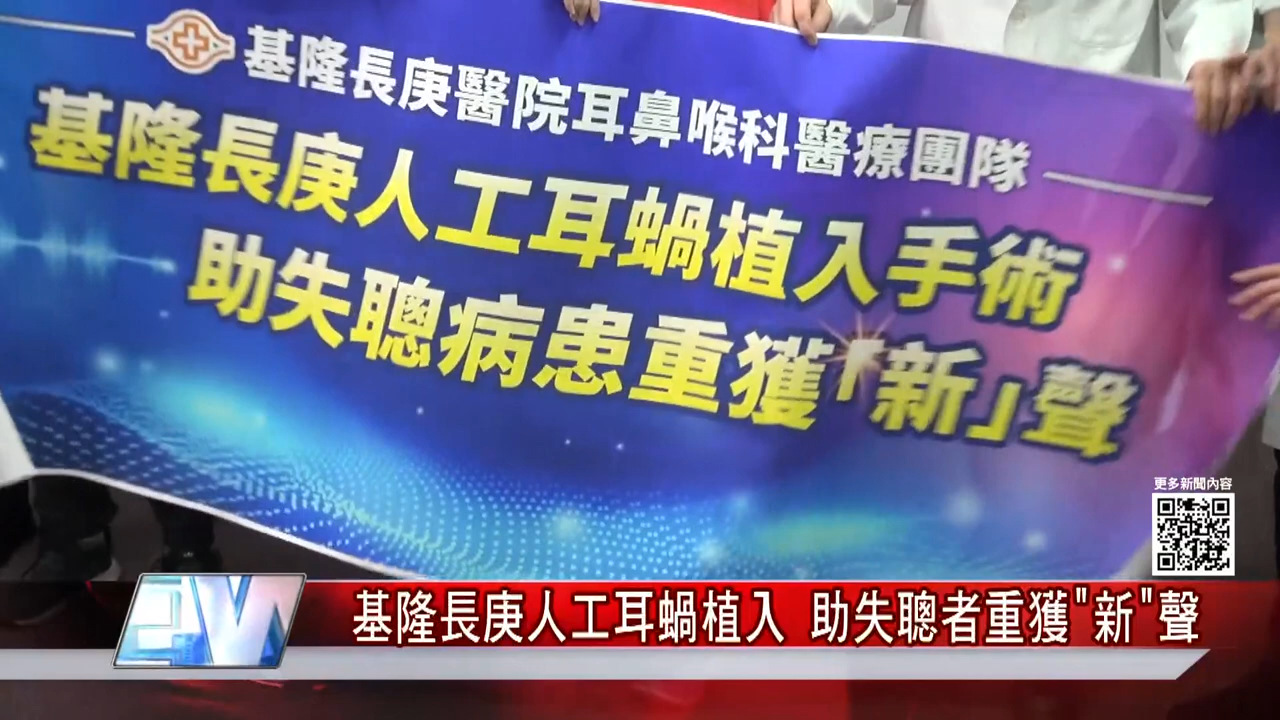 基隆長庚醫院耳鼻喉科醫療團隊
基隆長庚人工耳蝸植入手術
助失聰病患重獲「新」聲
更多新聞內容
基隆長庚人工耳蝸植入 助失聰者重獲"新"聲